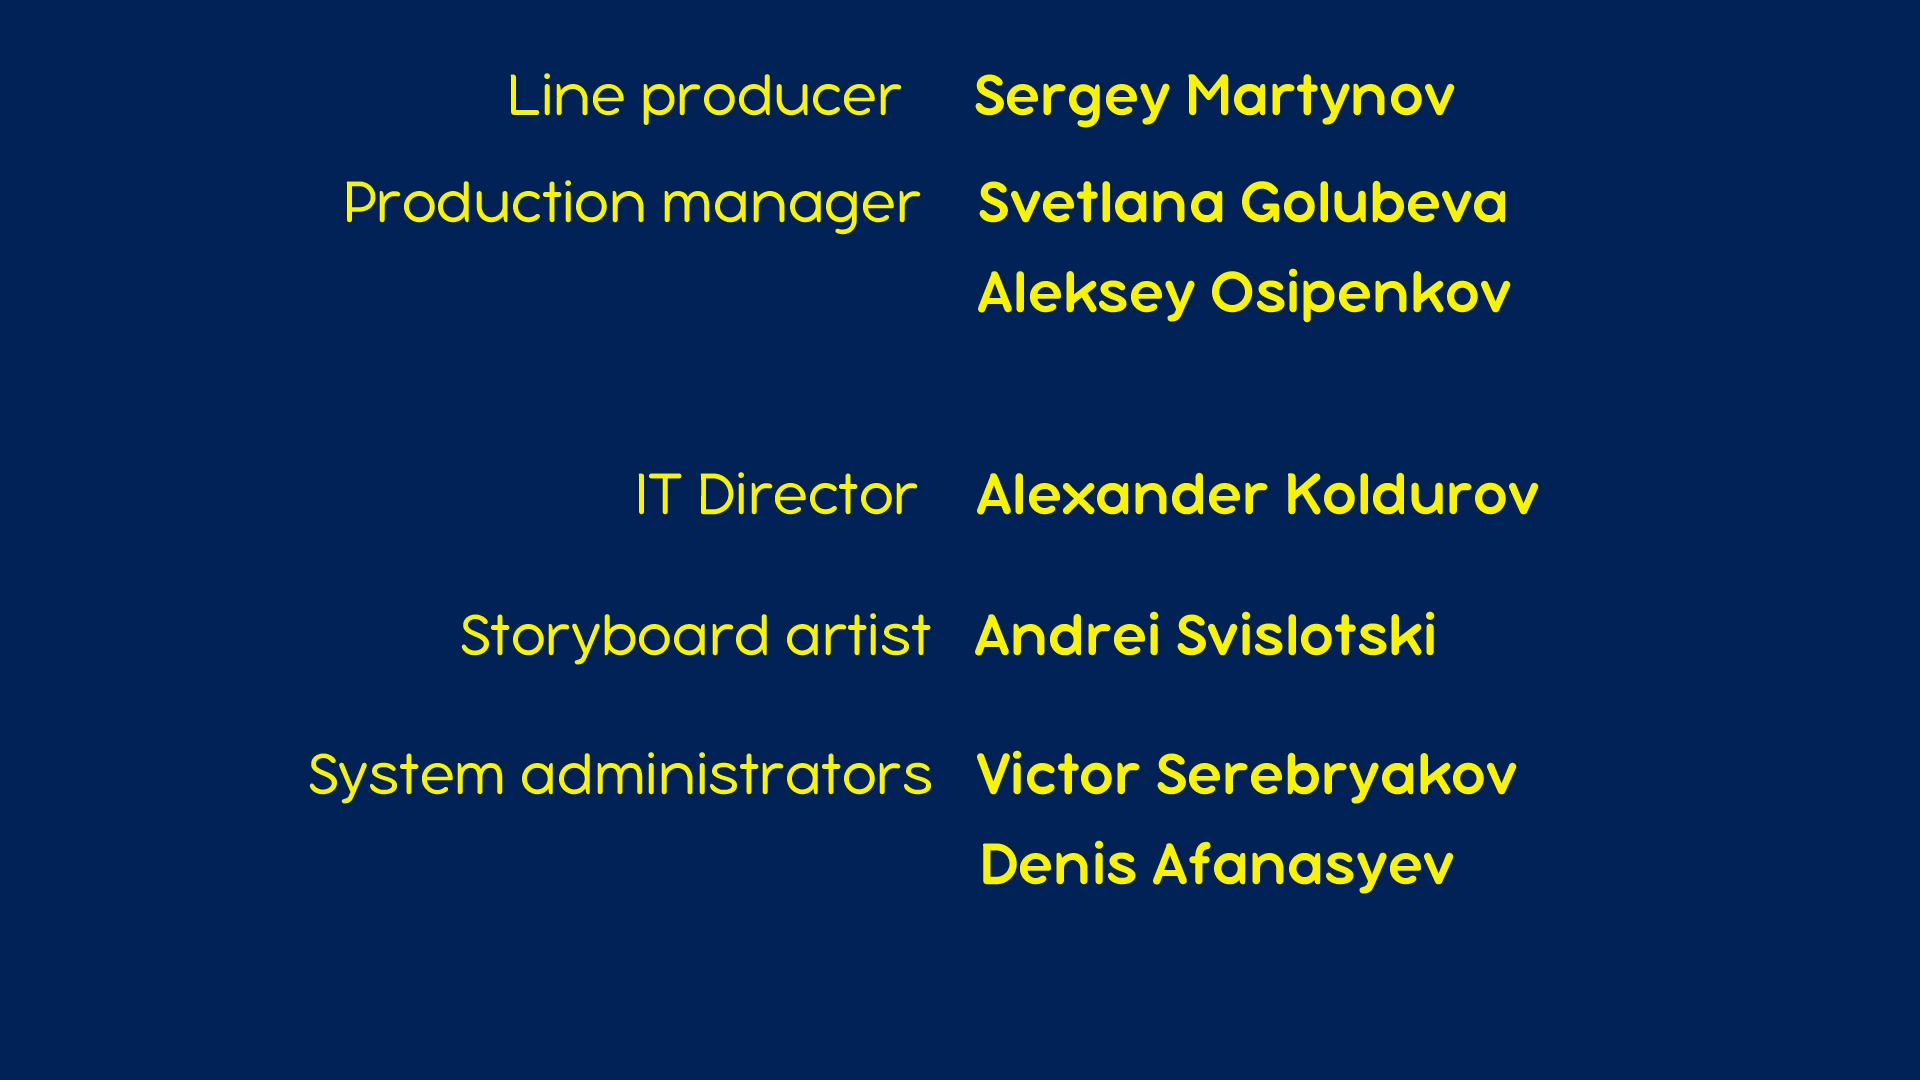 Line producer Sergey Martynov
Production manager Svetlana Golubeva
Aleksey Osipenkov
IT Director Alexander Koldurov
Storyboard artist Andrei Svislotski
System administrators Victor Serebryakov
Denis Afanasyev